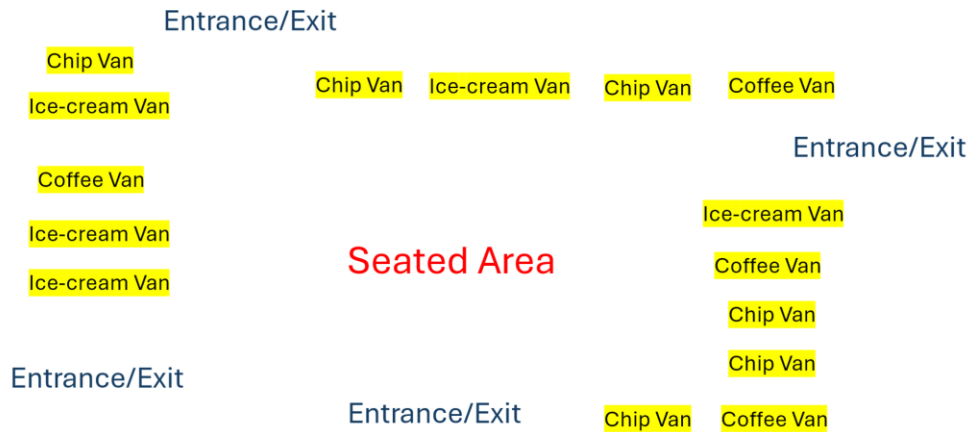 Entrance/Exit
Chip Van
Chip Van Ice-cream Van Chip Van Coffee Van
Ice-cream Van
Entrance/Exit
Coffee Van
Ice-cream Van
Ice-cream Van
Seated Area
Coffee Van
Ice-cream Van
Chip Van
Chip Van
Entrance/Exit
Entrance/Exit
Chip Van Coffee Van